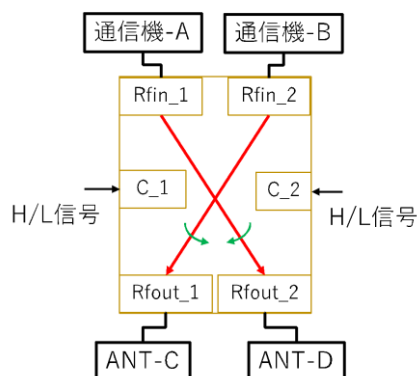 通信機-A
通信機-B
Rfin_1
Rfin_2
C_1
C_2
H/L信号
H/L信号
Rfout_1
Rfout_2
ANT-C
ANT-D